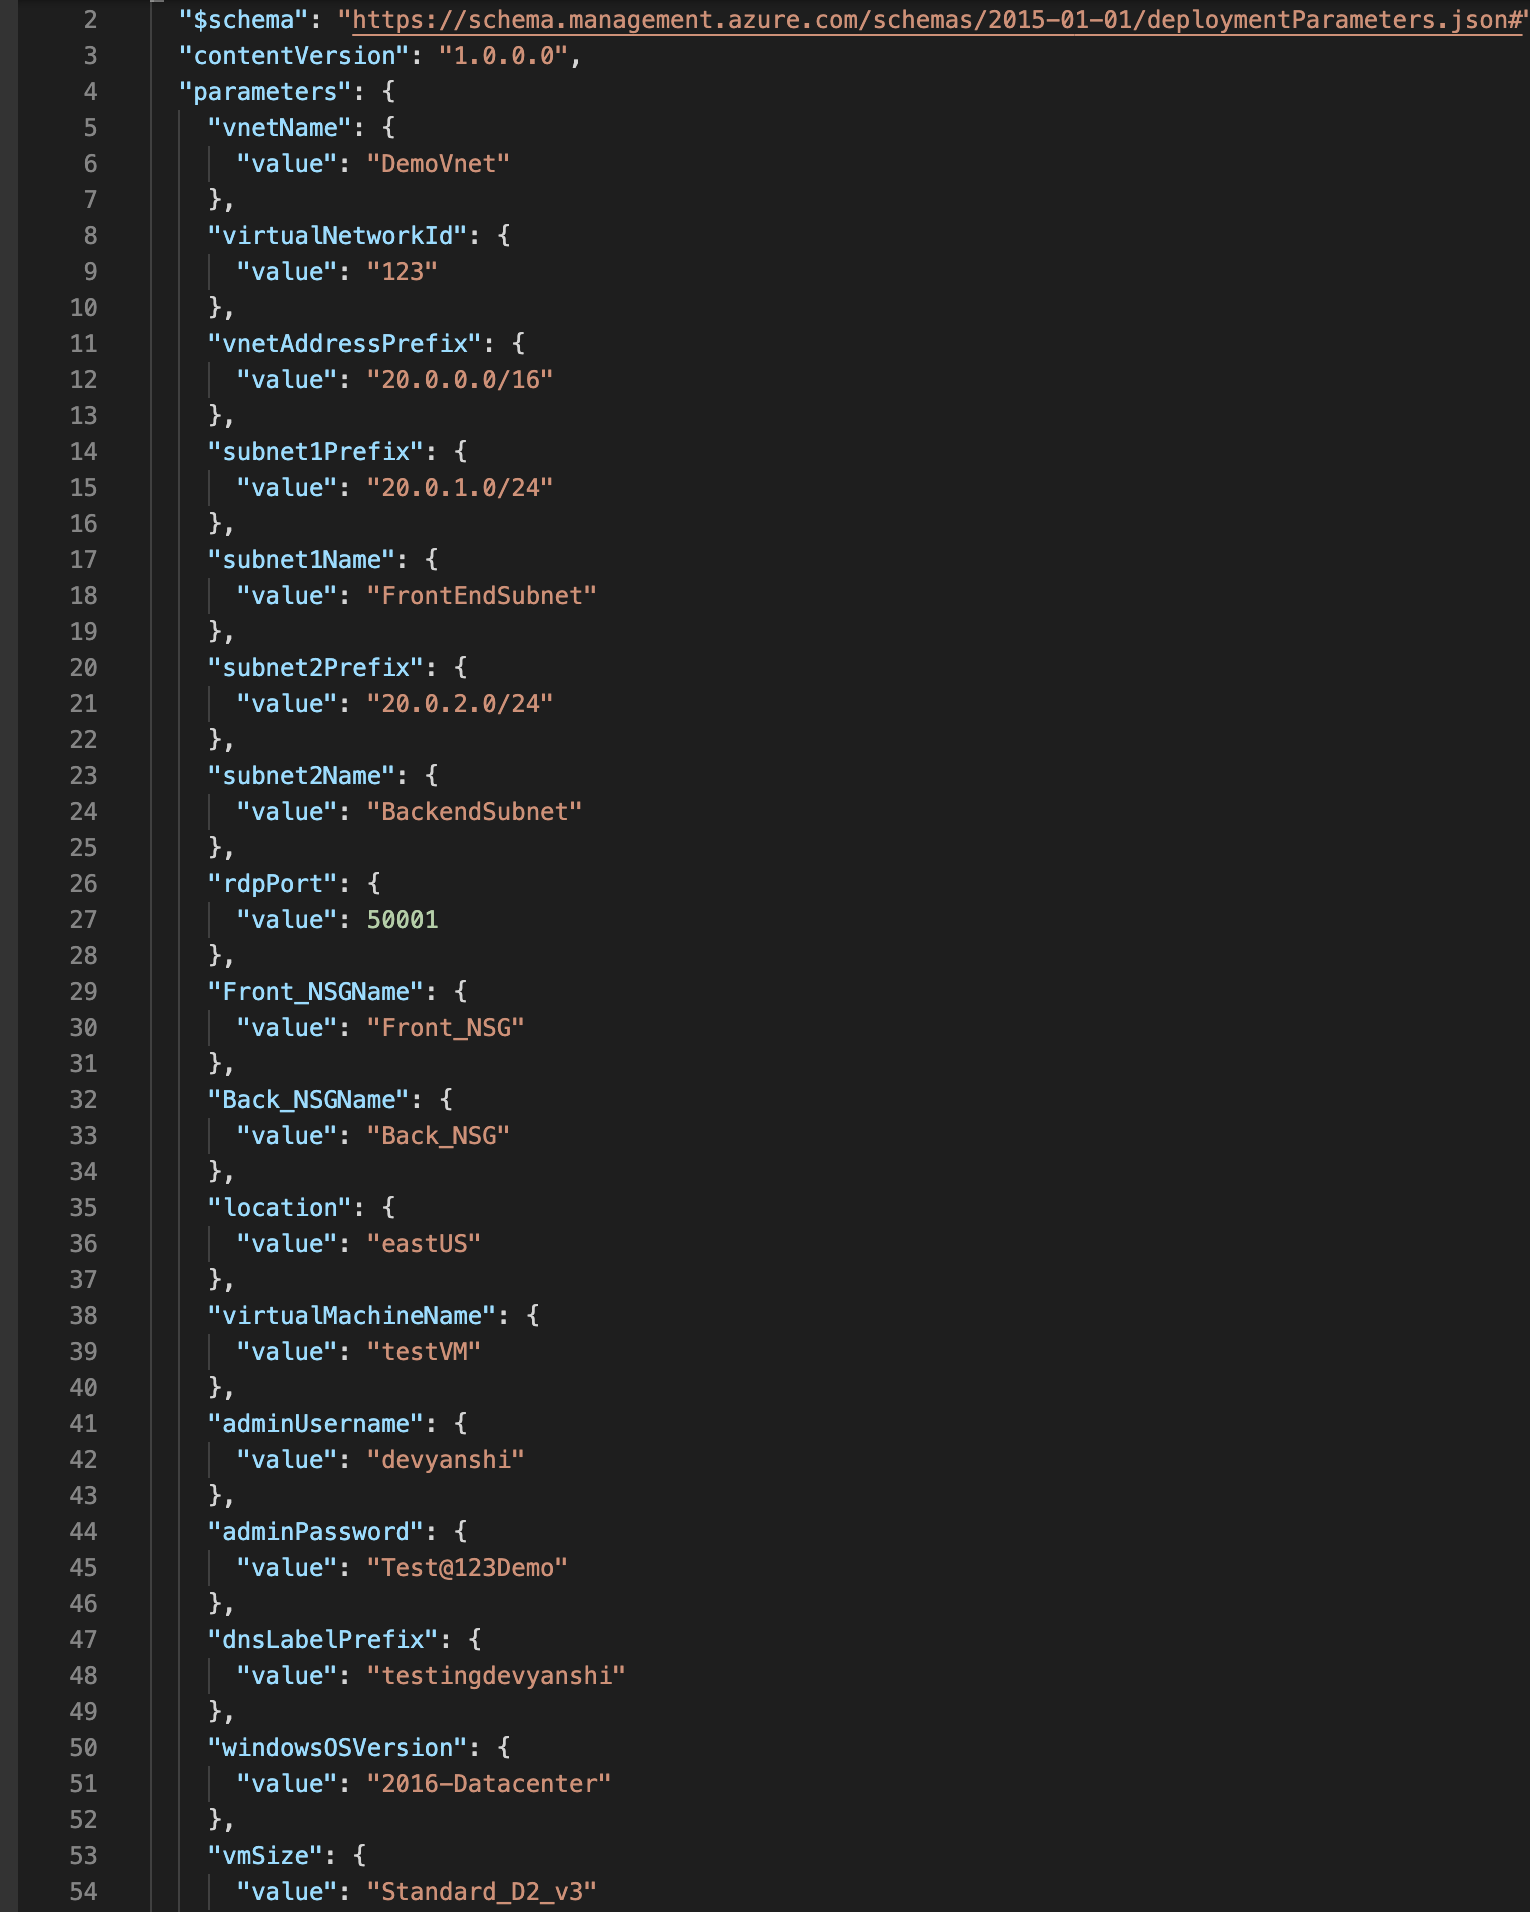 2 "$schema": "https://schema.management.azure.com/schemas/2015-01-01/deploymentParameters.json#"
3 "contentVersion": "1.0.0.0",
4 "parameters": {
5 "vnetName": {
6 "value": "DemoVnet"
7 },
8 "virtualNetworkId": {
9 "value": "123"
10 },
11 "vnetAddressPrefix": {
12 "value": "20.0.0.0/16"
13 },
14 "subnet1Prefix": {
15 "value": "20.0.1.0/24"
16 },
17 "subnet1Name": {
18 "value": "FrontEndSubnet"
19 },
20 "subnet2Prefix": {
21 "value": "20.0.2.0/24"
22 },
23 "subnet2Name": {
24 "value": "BackendSubnet"
25 },
26 "rdpPort": {
27 "value": 50001
28 },
29 "Front_NSGName": {
30 "value": "Front_NSG"
31 },
32 "Back_NSGName": {
33 "value": "Back_NSG"
34 },
35 "location": {
36 "value": "eastUS"
37 },
38 "virtualMachineName": {
39 "value": "testVM"
40 },
41 "adminUsername": {
42 "value": "devyanshi"
43 },
44 "adminPassword": {
45 "value": "Test@123Demo"
46 },
47 "dnsLabelPrefix": {
48 "value": "testingdevyanshi"
49 },
50 "windowsOSVersion": {
51 "value": "2016-Datacenter"
52 },
53 "vmSize": {
54 "value": "Standard_D2_v3"